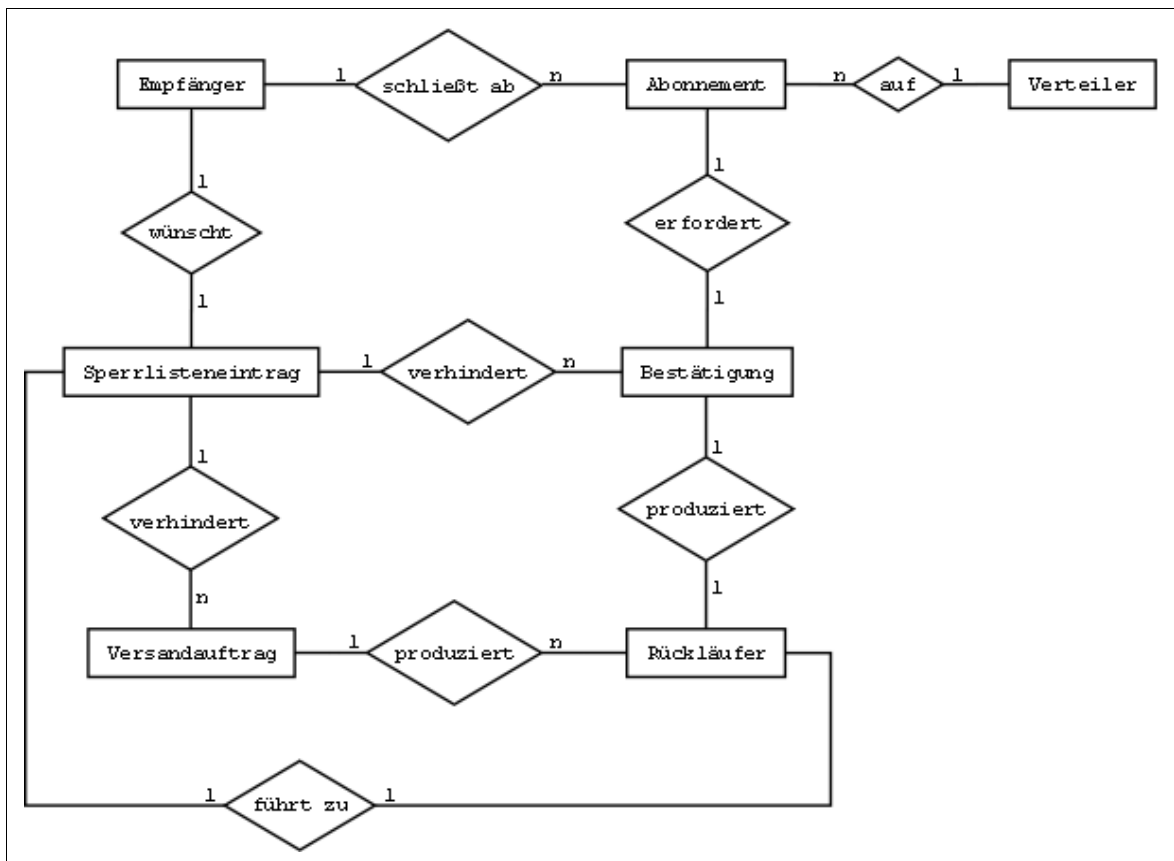 Empfänger
1
schließt ab
n
Abonnement
n
auf
1
Verteiler
1
wünscht
1
1
erfordert
1
Sperrlisteneintrag
1
verhindert
n
Bestätigung
1
verhindert
n
1
produziert
1
Versandauftrag
1
produziert
n
Rückläufer
1
führt zu
1